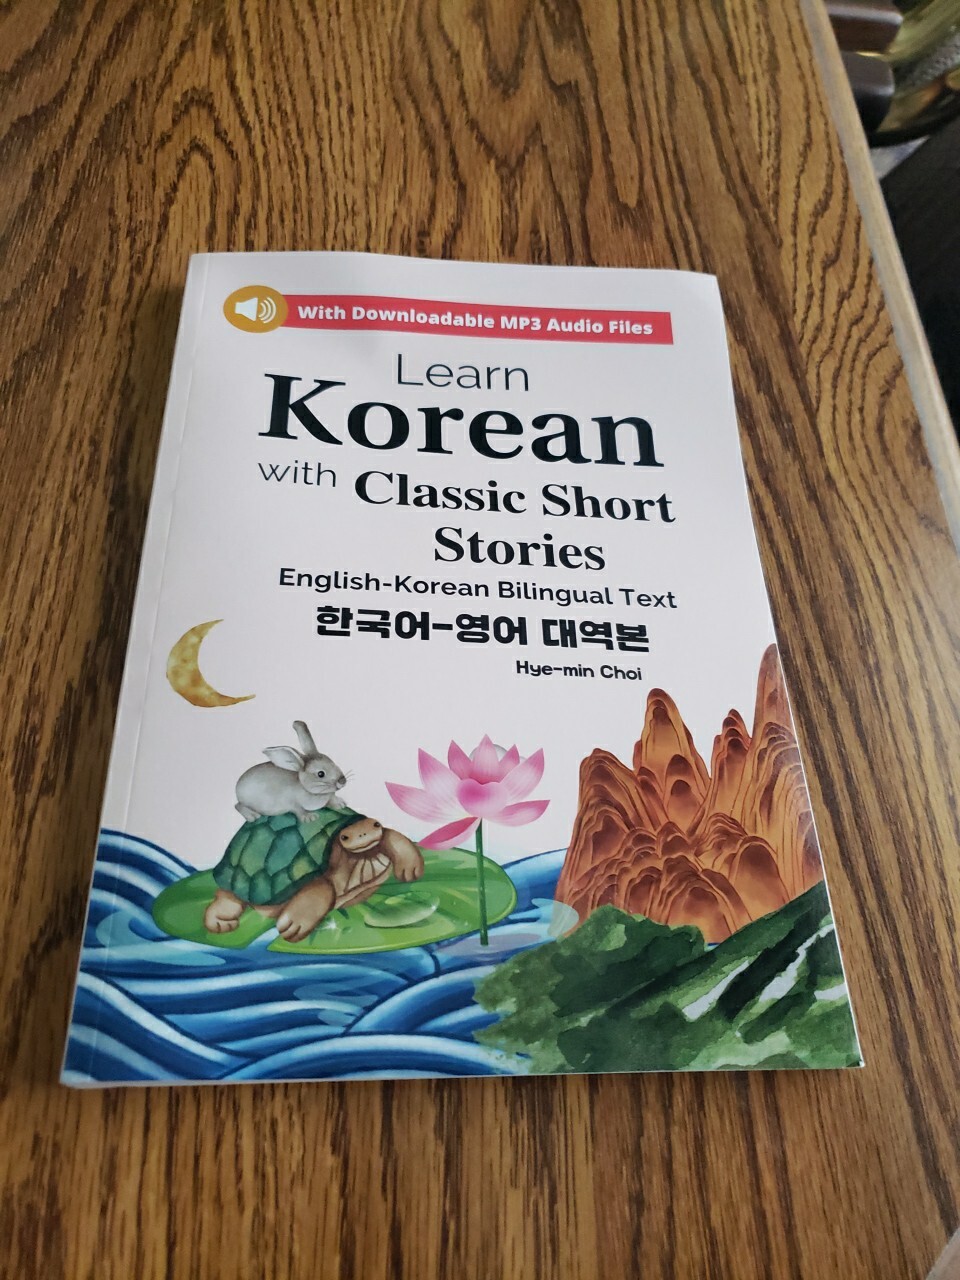 With Downloadable MP3 Audio Files
Learn
Korean
with Classic Short
Stories
English-Korean Bilingual Text
한국어-영어 대역본
Hye-min Choi